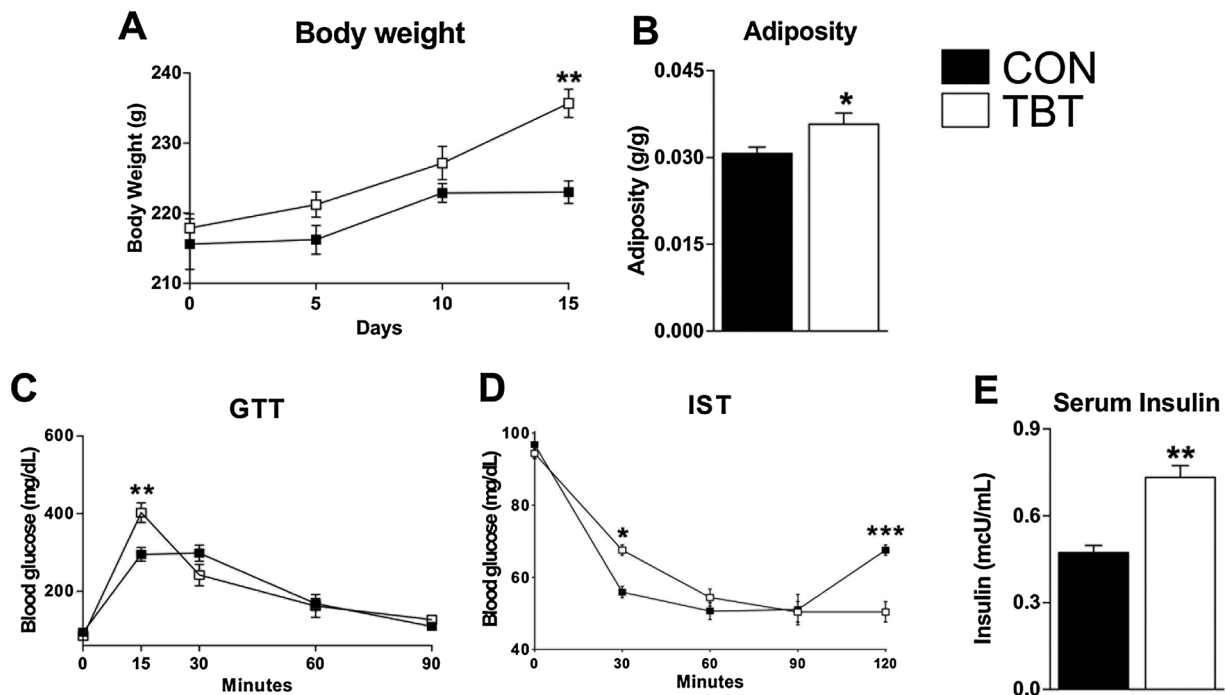 A
Body weight
Body Weight (g)
240
230
220
210
0
5
10
15
Days
**
B
Adiposity
Adiposity (g/g)
0.045
0.030
0.015
0.000
*
CON
TBT
C
GTT
Blood glucose (mg/dL)
600
400
200
0
15
30
60
90
Minutes
**
D
IST
Blood glucose (mg/dL)
100
80
60
40
0
30
60
90
120
Minutes
*
***
E
Serum Insulin
Insulin (mcU/mL)
0.9
0.6
0.3
0.0
**